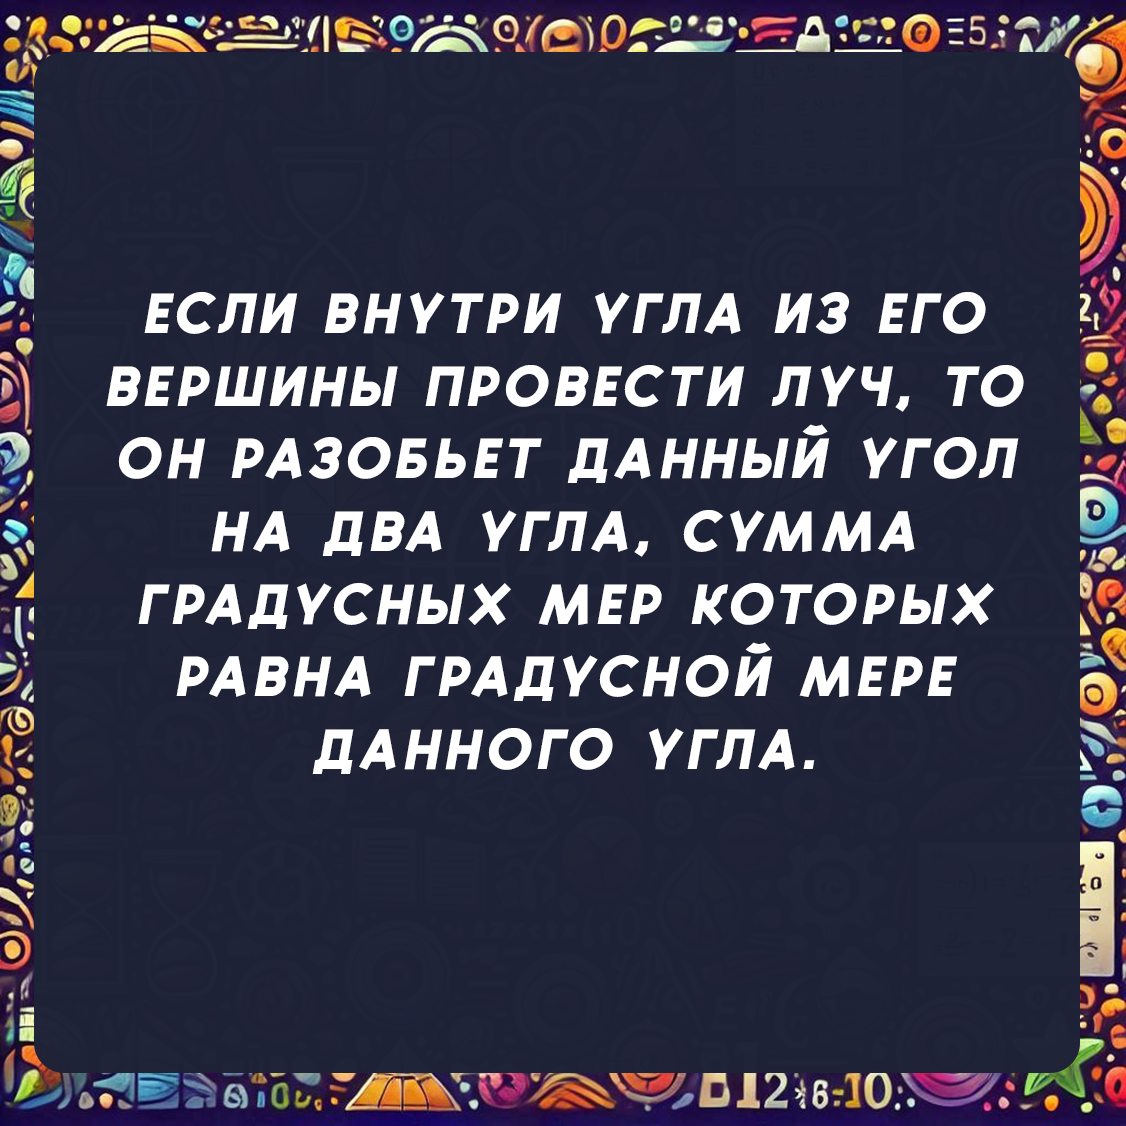 ЕСЛИ ВНУТРИ УГЛА ИЗ ЕГО
ВЕРШИНЫ ПРОВЕСТИ ЛУЧ, ТО
ОН РАЗОБЬЕТ ДАННЫЙ УГОЛ
НА ДВА УГЛА, СУММА
ГРАДУСНЫХ МЕР КОТОРЫХ
РАВНА ГРАДУСНОЙ МЕРЕ
ДАННОГО УГЛА.